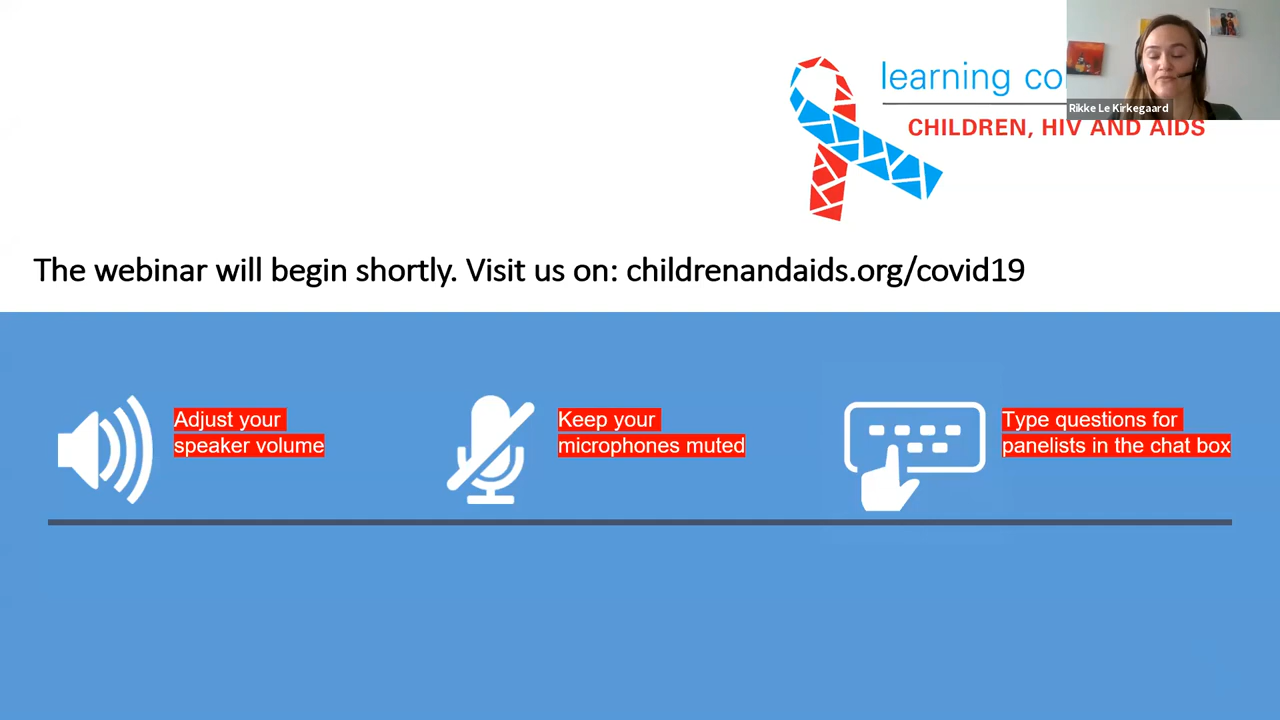 learning co
Rikke Le Kirkegaard
CHILDREN, HIV AND AIDS
The webinar will begin shortly. Visit us on: childrenandaids.org/covid19
Adjust your
speaker volume
Keep your
microphones muted
Type questions for
panelists in the chat box